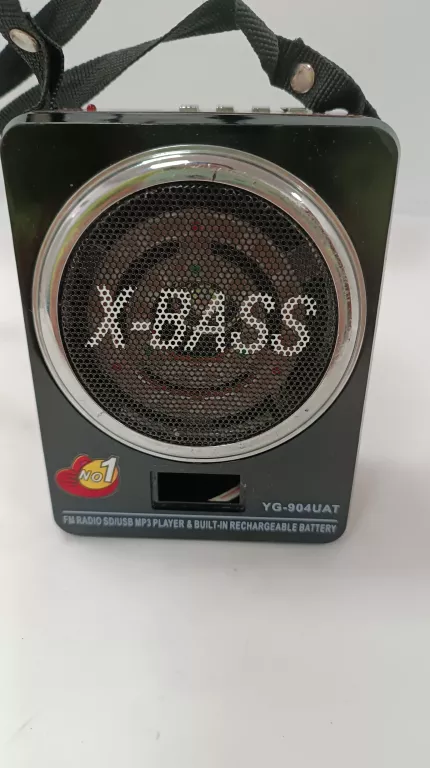 X-BASS
NO1
YG-904UAT
FM RADIO SD/USB MP3 PLAYER & BUILT-IN RECHARGEABLE BATTERY